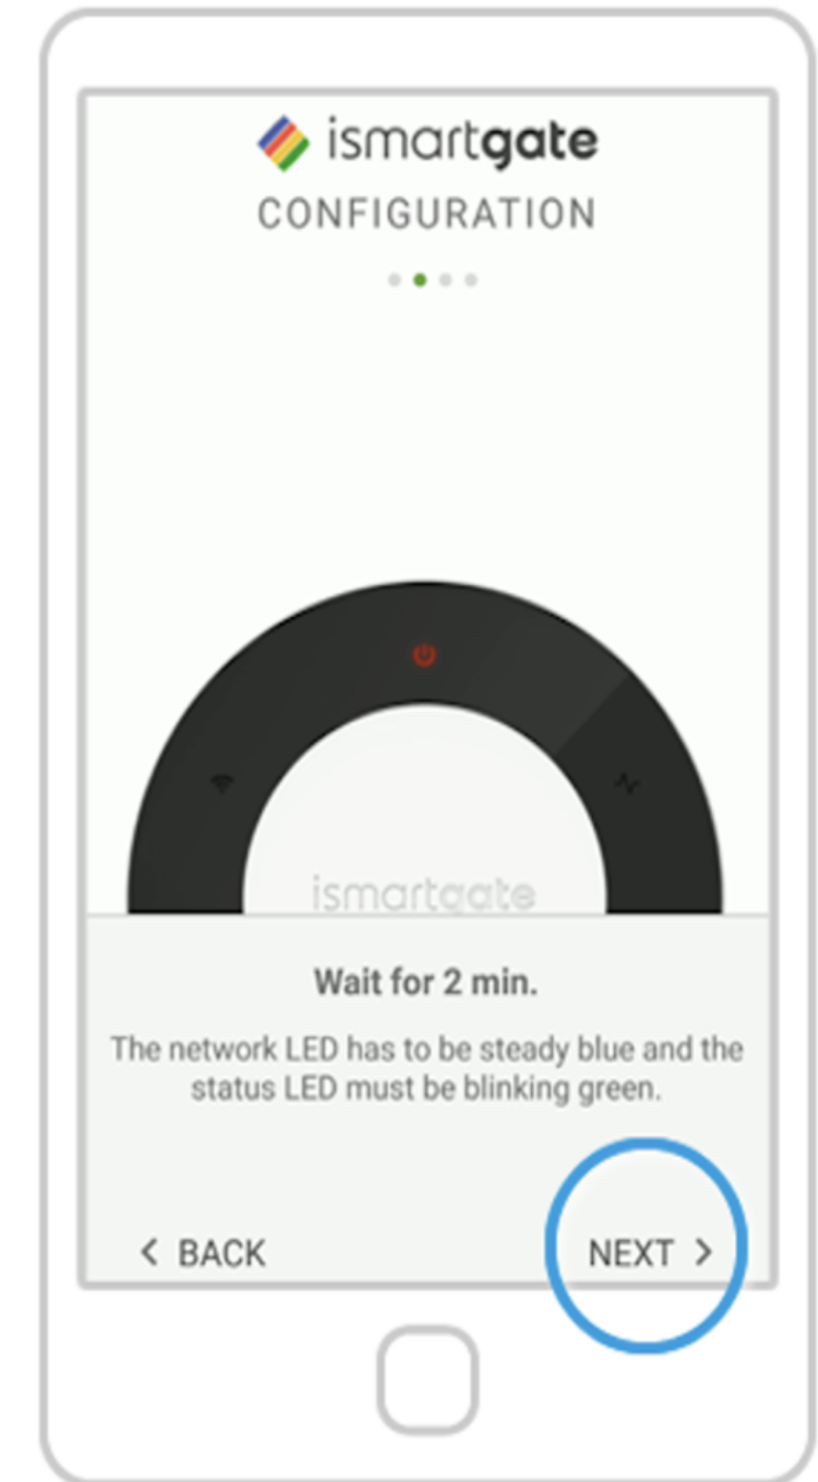 ismartgate
CONFIGURATION
ismartgate
Wait for 2 min.
The network LED has to be steady blue and the
status LED must be blinking green.
< BACK
NEXT >